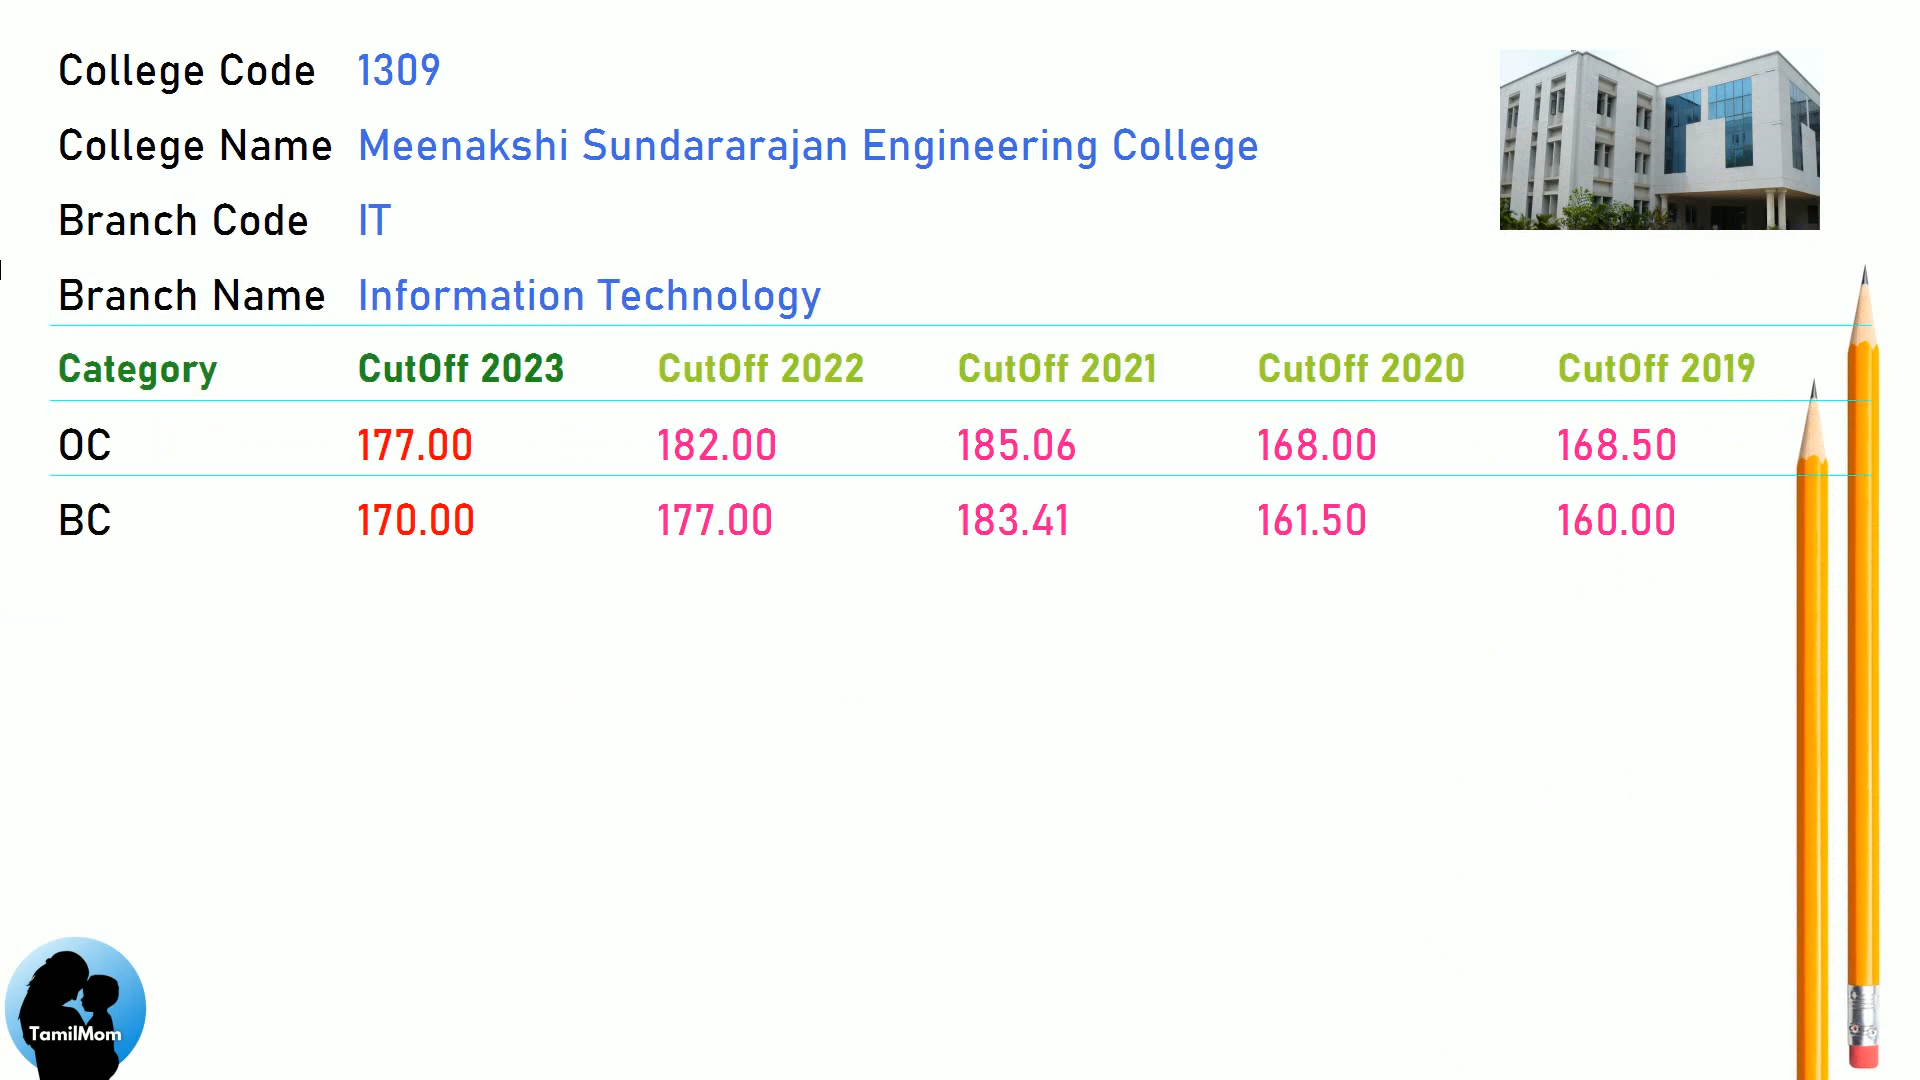 College Code 1309
College Name Meenakshi Sundararajan Engineering College
Branch Code IT
Branch Name Information Technology
Category CutOff 2023 CutOff 2022 CutOff 2021 CutOff 2020 CutOff 2019
OC 177.00 182.00 185.06 168.00 168.50
BC 170.00 177.00 183.41 161.50 160.00
TamilMom